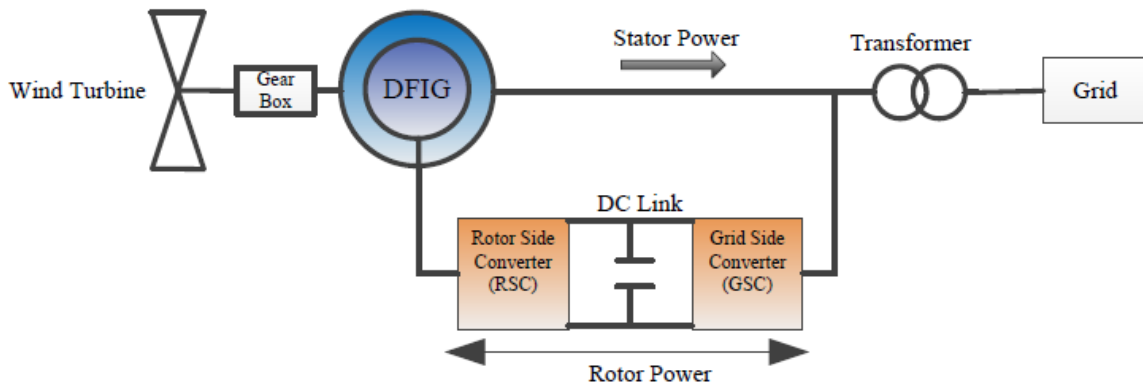 Stator Power
Transformer
Wind Turbine
Gear
Box
DFIG
Grid
DC Link
Rotor Side
Converter
(RSC)
Grid Side
Converter
(GSC)
Rotor Power